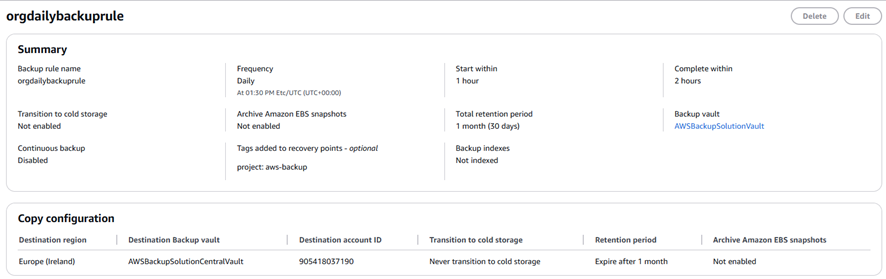 orgdailybackuprule
Delete
Edit
Summary
Backup rule name
orgdailybackuprule
Frequency
Daily
At 01:30 PM Etc/UTC (UTC+00:00)
Start within
1 hour
Complete within
2 hours
Transition to cold storage
Not enabled
Archive Amazon EBS snapshots
Not enabled
Total retention period
1 month (30 days)
Backup vault
AWSBackupSolutionVault
Continuous backup
Disabled
Tags added to recovery points - optional
project: aws-backup
Backup indexes
Not indexed
Copy configuration
Destination region Destination Backup vault Destination account ID Transition to cold storage Retention period Archive Amazon EBS snapshots
Europe (Ireland) AWSBackupSolutionCentralVault 905418037190 Never transition to cold storage Expire after 1 month Not enabled